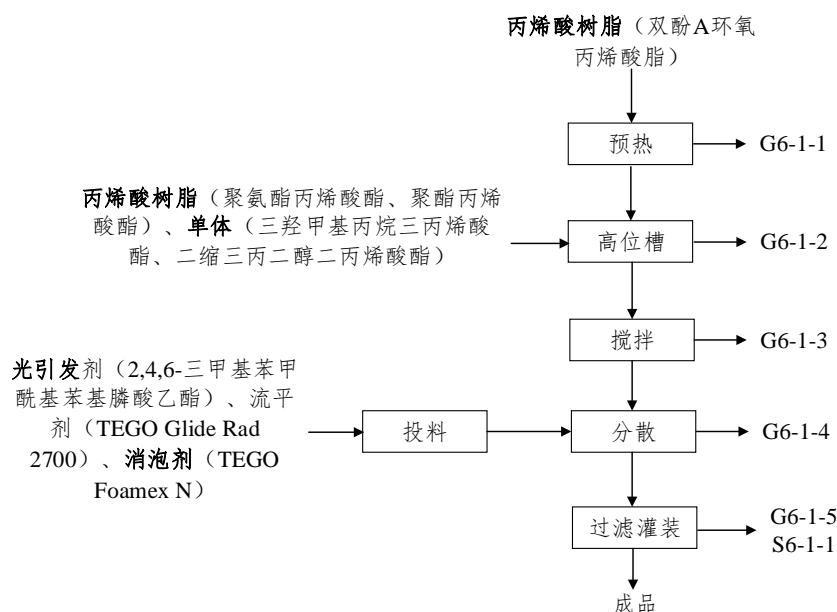 丙烯酸树脂（双酚A环氧
丙烯酸脂）
预热
G6-1-1
丙烯酸树脂（聚氨酯丙烯酸酯、聚酯丙烯
酸酯）、单体（三羟甲基丙烷三丙烯酸
酯、二缩三丙二醇二丙烯酸酯）
高位槽
G6-1-2
搅拌
G6-1-3
光引发剂（2,4,6-三甲基苯甲
酰基苯基膦酸乙酯）、流平
剂（TEGO Glide Rad
2700）、消泡剂（TEGO
Foamex N）
投料
分散
G6-1-4
过滤灌装
G6-1-5
S6-1-1
成品